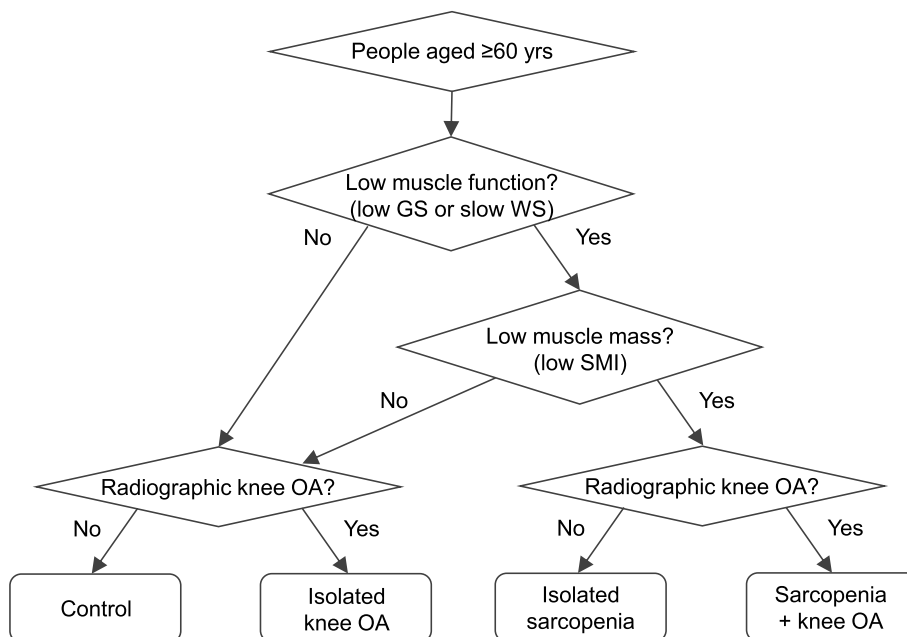 People aged ≥60 yrs
Low muscle function?
(low GS or slow WS)
No
Yes
Low muscle mass?
(low SMI)
No
Yes
Radiographic knee OA?
Radiographic knee OA?
No
Yes
No
Yes
Control
Isolated
knee OA
Isolated
sarcopenia
Sarcopenia
+ knee OA